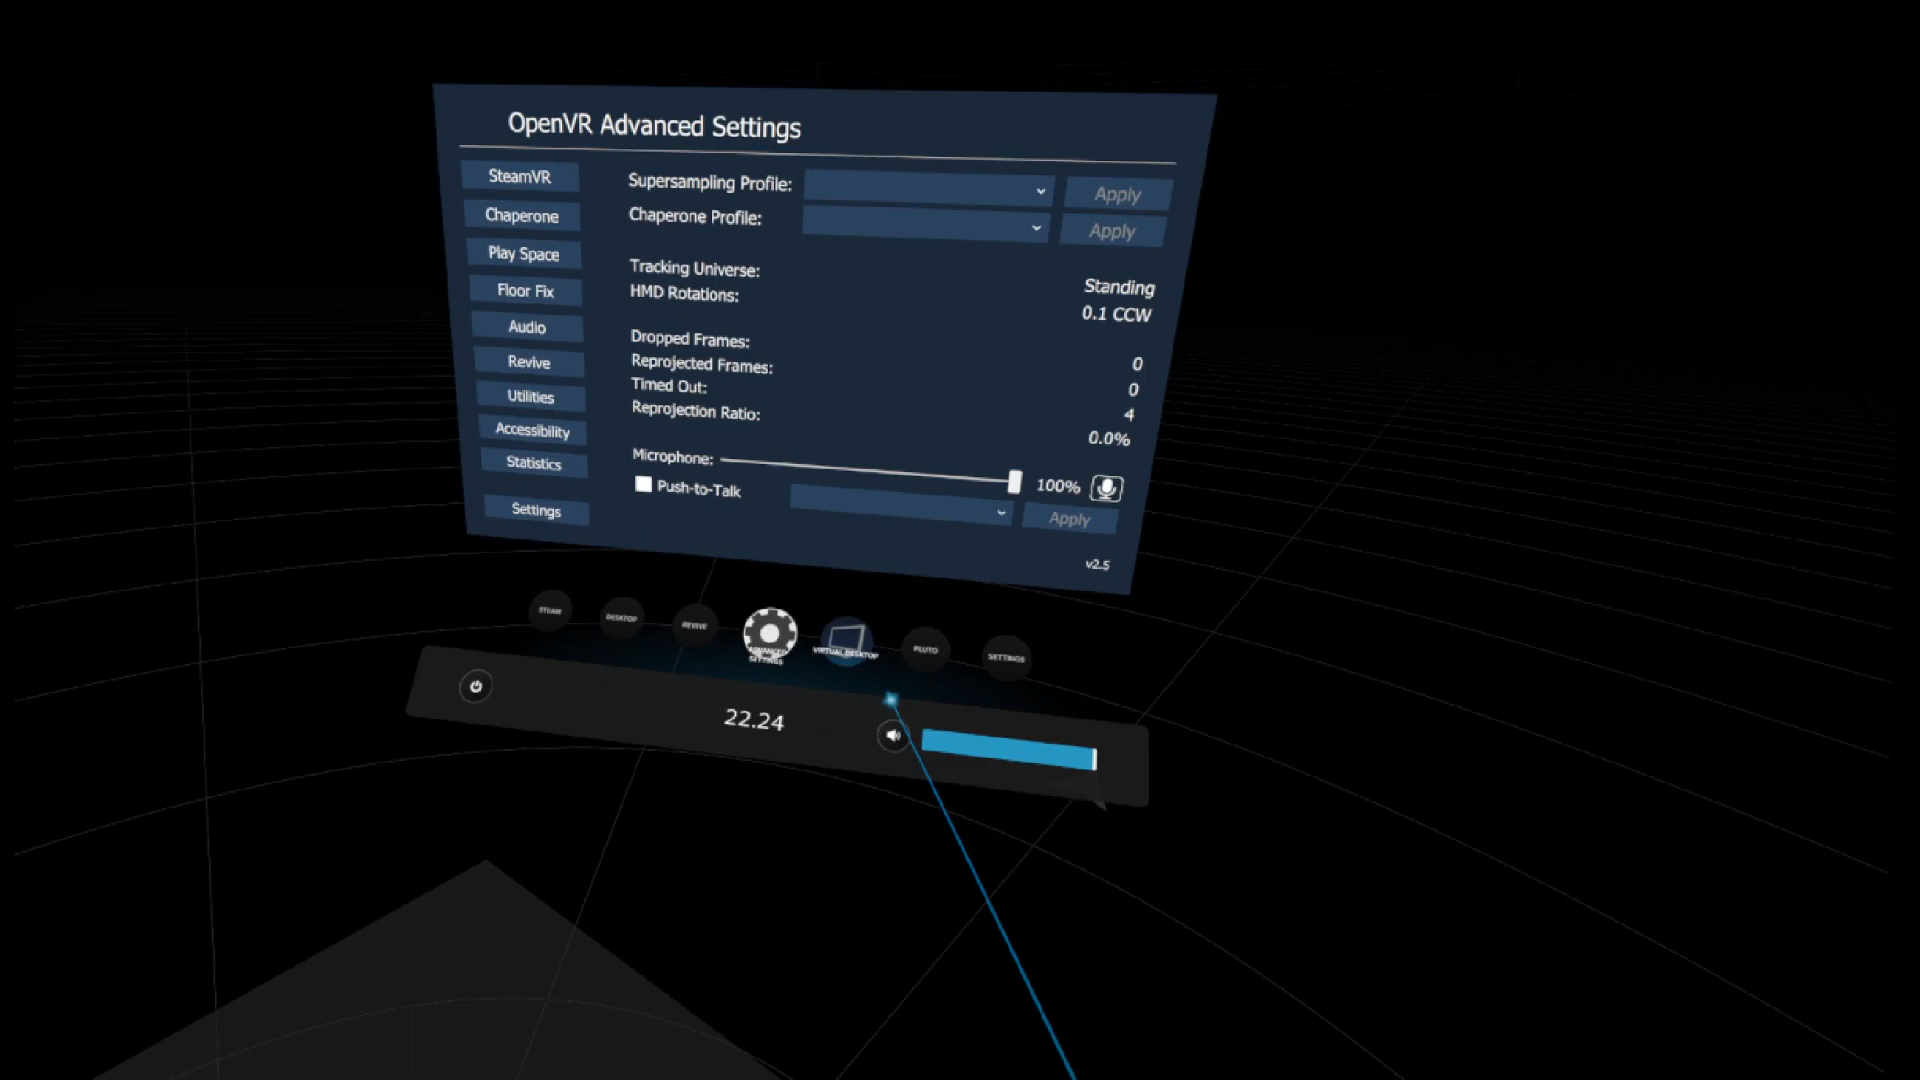 OpenVR Advanced Settings
SteamVR
Chaperone
Play Space
Floor Fix
Audio
Revive
Utilities
Accessibility
Statistics
Settings
Supersampling Profile:
Apply
Chaperone Profile:
Apply
Tracking Universe:
Standing
HMD Rotations:
0.1 CCW
Dropped Frames:
0
Reprojected Frames:
0
Timed Out:
4
Reprojection Ratio:
0.0%
Microphone:
100%
Push-to-Talk
Apply
v2.5
STEAM
DESKTOP
REVIVE
ADVANCED
SETTINGS
VIRTUAL DESKTOP
PLUTO
SETTINGS
22.24